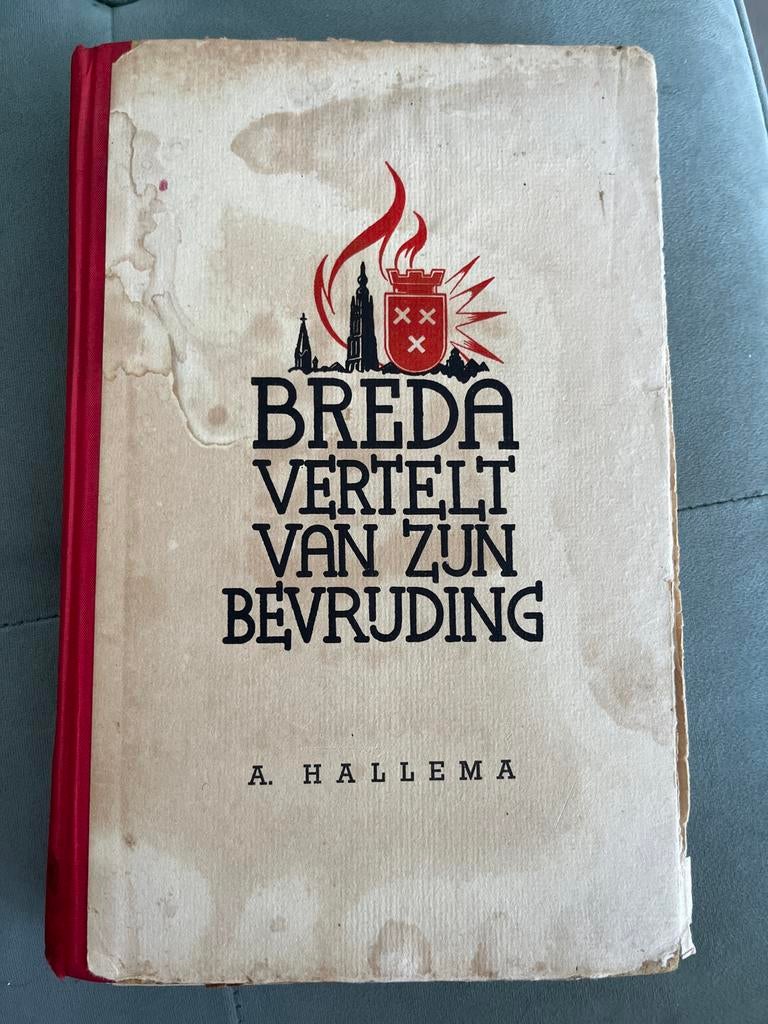 BREDA
VERTELT
VAN ZIJN
BEVRIJDING
A. HALLEMA